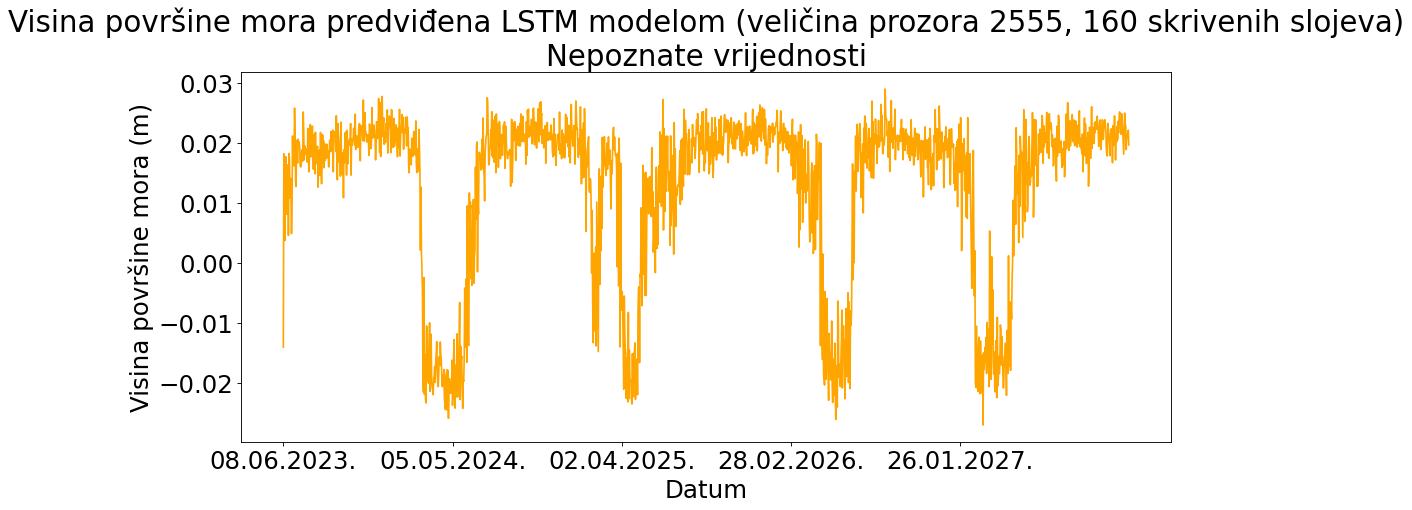 Visina površine mora predviđena LSTM modelom (veličina prozora 2555, 160 skrivenih slojeva)
Nepoznate vrijednosti
Visina površine mora (m)
0.03
0.02
0.01
0.00
−0.01
−0.02
08.06.2023. 05.05.2024. 02.04.2025. 28.02.2026. 26.01.2027.
Datum